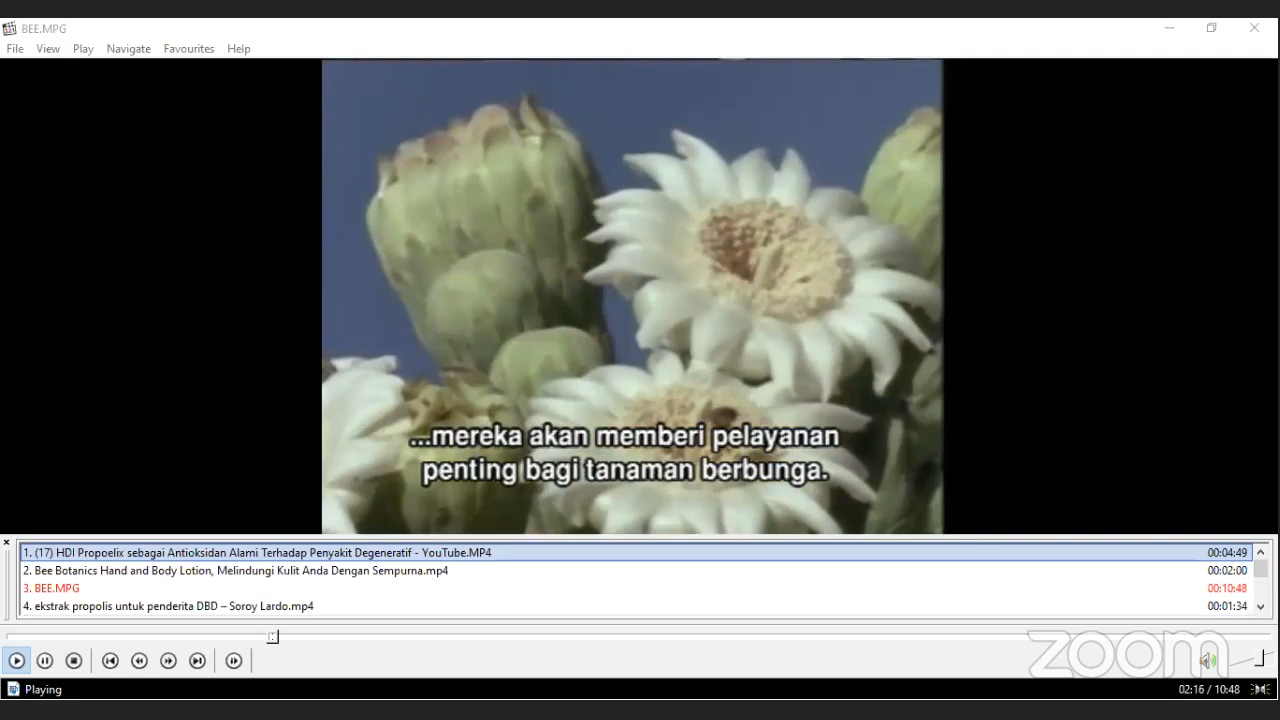 BEE.MPG
File View Play Navigate Favourites Help
...mereka akan memberi pelayanan
penting bagi tanaman berbunga.
1. (17) HDI Propoelix sebagai Antioksidan Alami Terhadap Penyakit Degeneratif - YouTube.MP4 00:04:49
2. Bee Botanics Hand and Body Lotion, Melindungi Kulit Anda Dengan Sempurna.mp4 00:02:00
3. BEE.MPG 00:10:48
4. ekstrak propolis untuk penderita DBD – Soroy Lardo.mp4 00:01:34
zoom
Playing 02:16 / 10:48